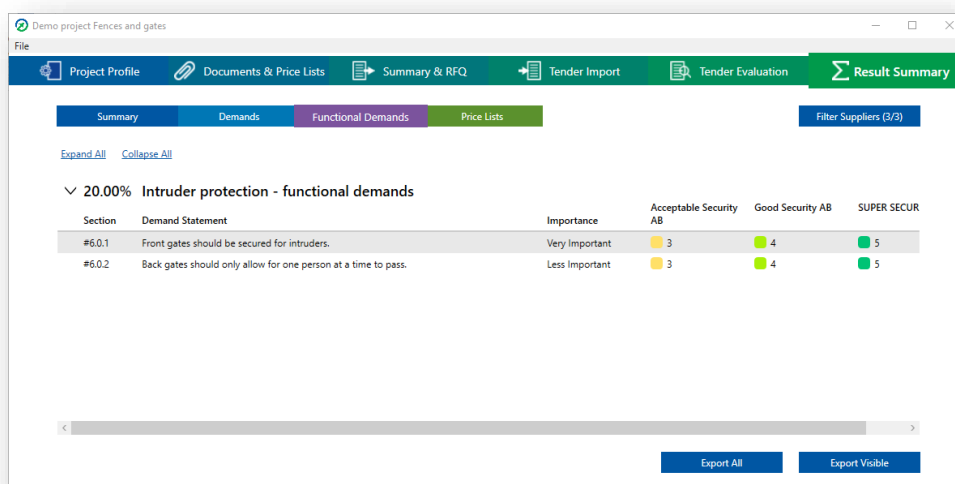 Demo project Fences and gates
File
Project Profile
Documents & Price Lists
Summary & RFQ
Tender Import
Tender Evaluation
Result Summary
Summary
Demands
Functional Demands
Price Lists
Filter Suppliers (3/3)
Expand All
Collapse All
20.00% Intruder protection - functional demands
Section
Demand Statement
Importance
Acceptable Security
AB
Good Security AB
SUPER SECUR
#6.0.1 Front gates should be secured for intruders. Very Important 3 4 5
#6.0.2 Back gates should only allow for one person at a time to pass. Less Important 3 4 5
Export All
Export Visible